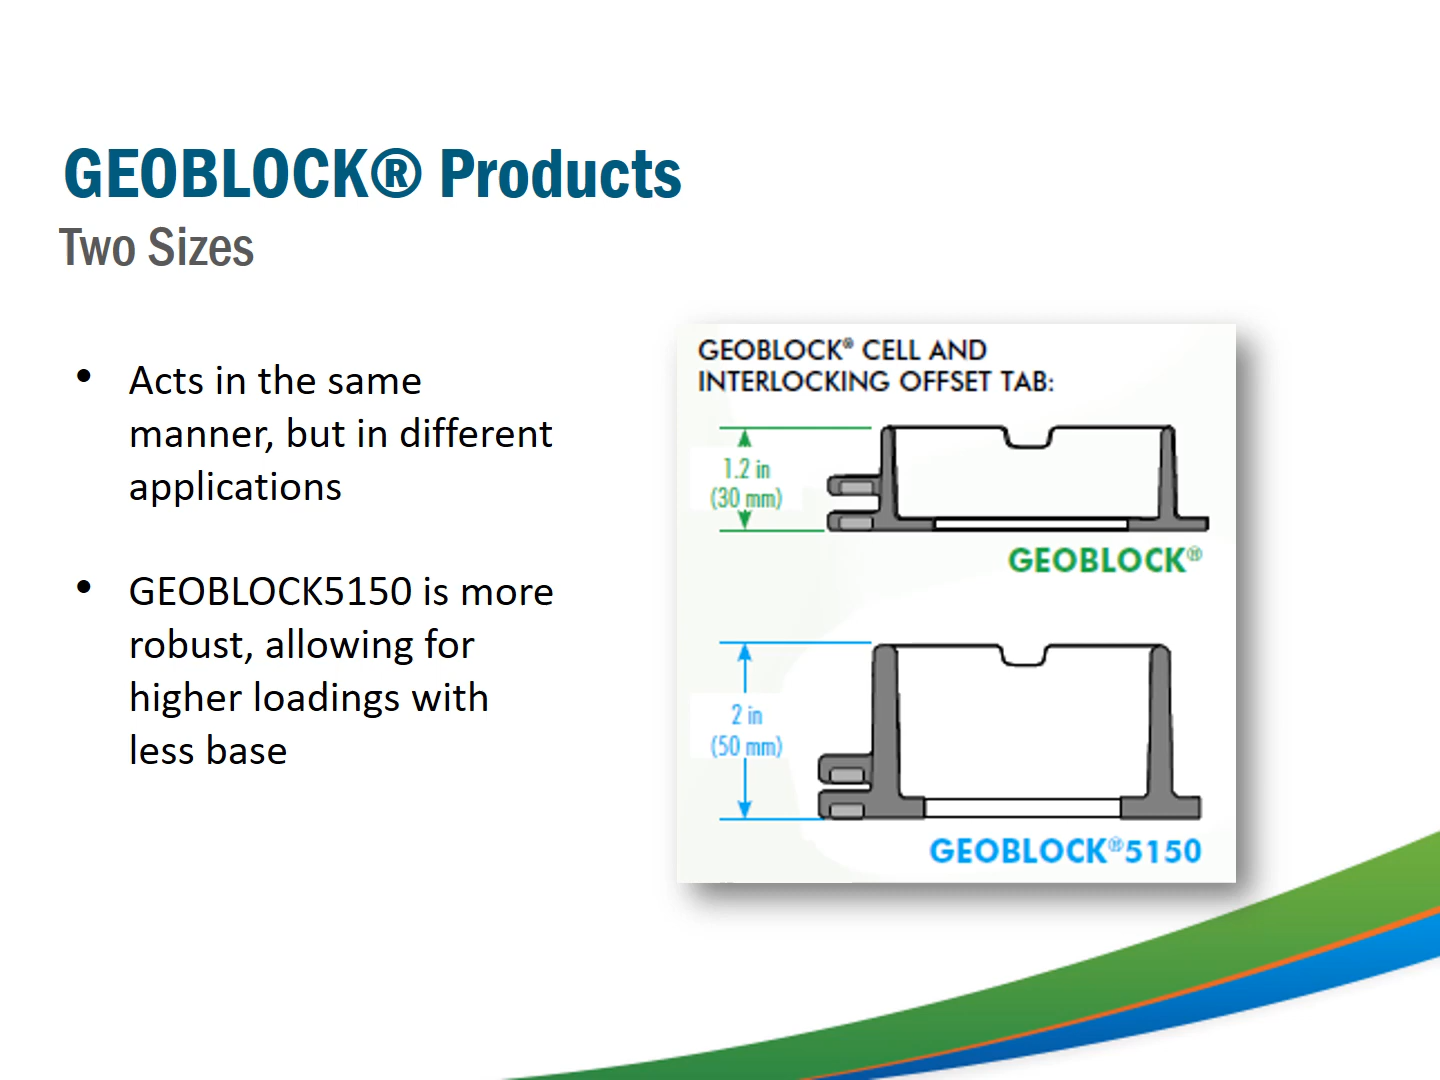 GEOBLOCK® Products
Two Sizes
• Acts in the same
manner, but in different
applications
• GEOBLOCK5150 is more
robust, allowing for
higher loadings with
less base
GEOBLOCK® CELL AND
INTERLOCKING OFFSET TAB:
1.2 in
(30 mm)
GEOBLOCK®
2 in
(50 mm)
GEOBLOCK®5150